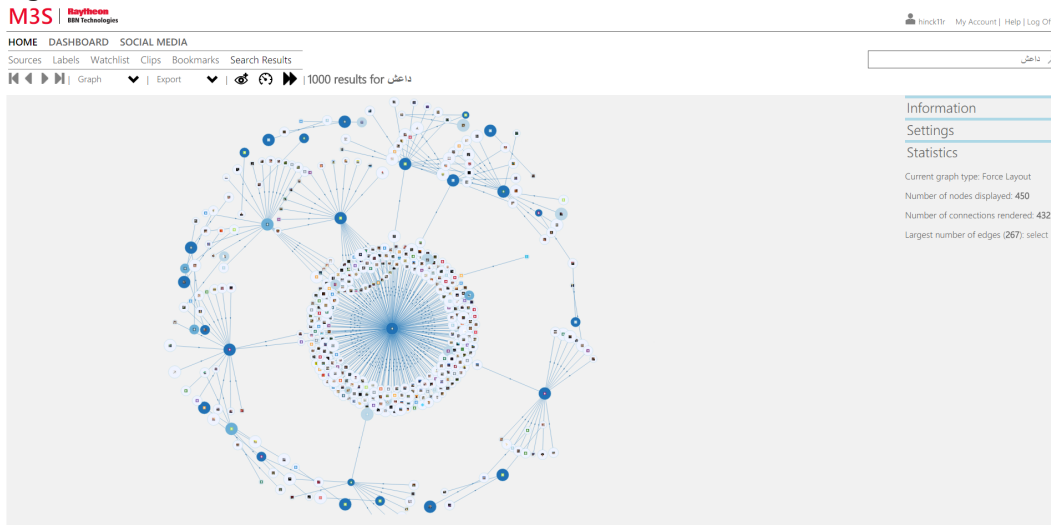 M3S Raytheon
BBN Technologies
hinck11r My Account | Help | Log Of
HOME DASHBOARD SOCIAL MEDIA
Sources Labels Watchlist Clips Bookmarks Search Results
داعش
| Graph | Export | 1000 results for داعش
Information
Settings
Statistics
Current graph type: Force Layout
Number of nodes displayed: 450
Number of connections rendered: 432
Largest number of edges (267): select